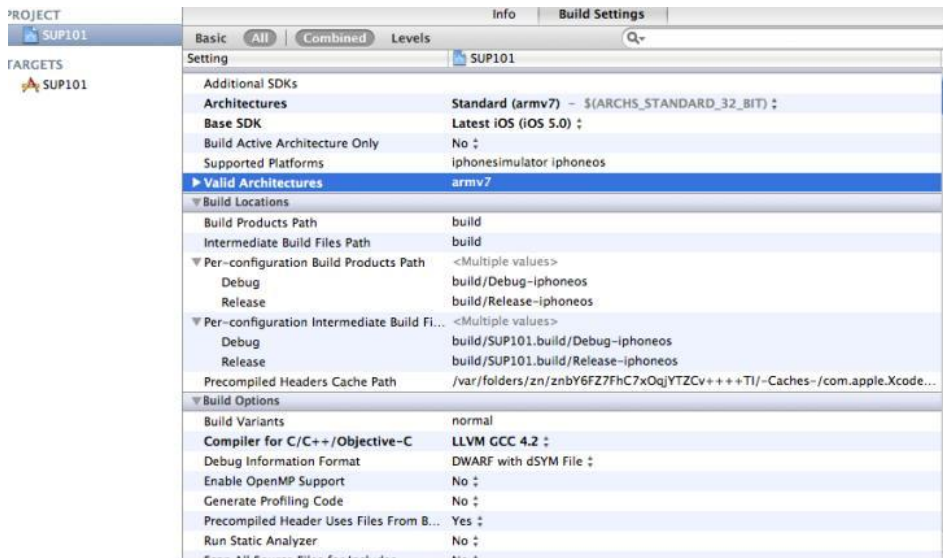 PROJECT
SUP101
TARGETS
SUP101
Info Build Settings
Basic All Combined Levels
Setting SUP101
Additional SDKs
Architectures Standard (armv7) – $(ARCHS_STANDARD_32_BIT)
Base SDK Latest iOS (iOS 5.0)
Build Active Architecture Only No
Supported Platforms iphonesimulator iphoneos
Valid Architectures armv7
Build Locations
Build Products Path build
Intermediate Build Files Path build
Per-configuration Build Products Path <Multiple values>
Debug build/Debug-iphoneos
Release build/Release-iphoneos
Per-configuration Intermediate Build Fi... <Multiple values>
Debug build/SUP101.build/Debug-iphoneos
Release build/SUP101.build/Release-iphoneos
Precompiled Headers Cache Path /var/folders/zn/znbY6FZ7FhC7xOqjYTZCv++++TI/-Caches-/com.apple.Xcode...
Build Options
Build Variants normal
Compiler for C/C++/Objective-C LLVM GCC 4.2
Debug Information Format DWARF with dSYM File
Enable OpenMP Support No
Generate Profiling Code No
Precompiled Header Uses Files From B... Yes
Run Static Analyzer No